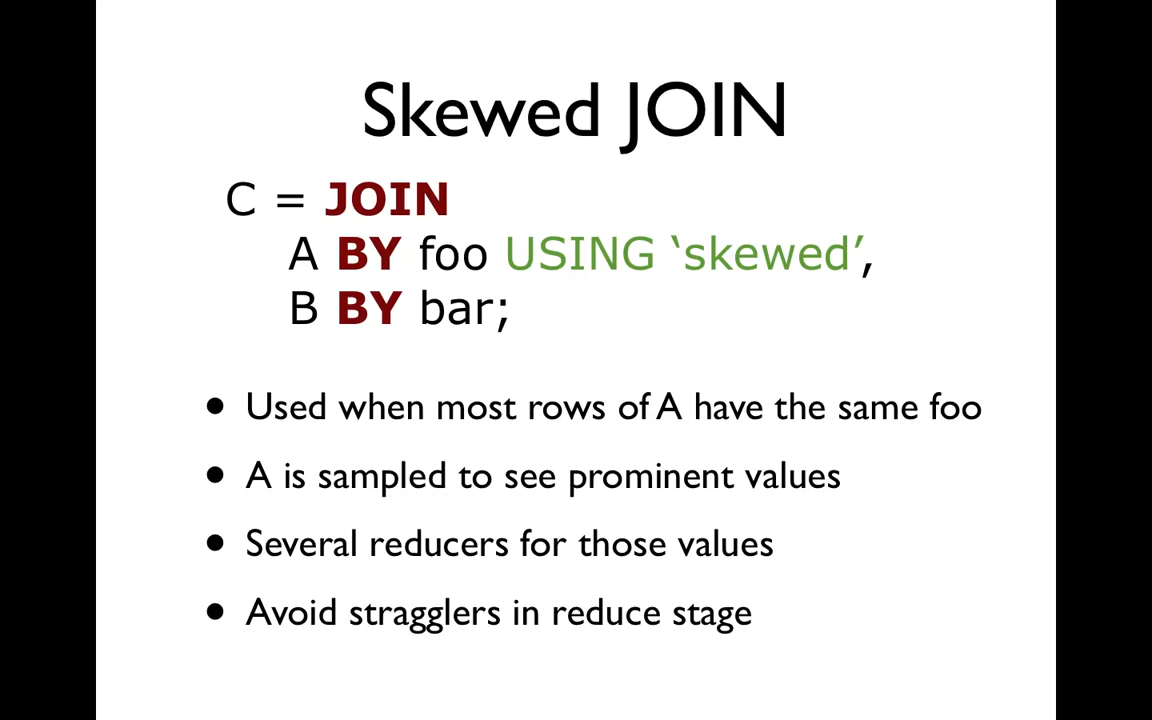 Skewed JOIN
C = JOIN
A BY foo USING ‘skewed’,
B BY bar;
• Used when most rows of A have the same foo
• A is sampled to see prominent values
• Several reducers for those values
• Avoid stragglers in reduce stage